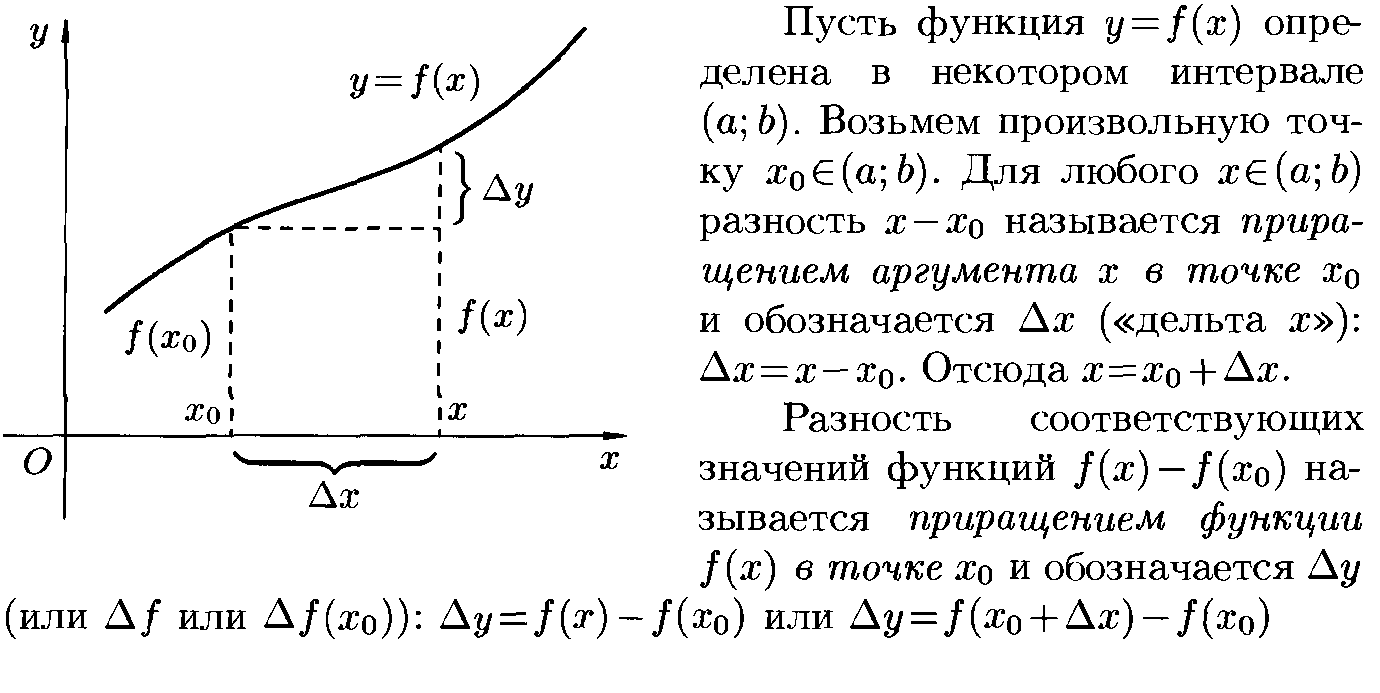 y
y=f(x)
} Δy
f(x₀)
f(x)
x₀
x
O
x
Δx
Пусть функция y=f(x) опре-
делена в некотором интервале
(a; b). Возьмем произвольную точ-
ку x₀∈(a; b). Для любого x∈(a; b)
разность x−x₀ называется прира-
щением аргумента x в точке x₀
и обозначается Δx («дельта x»):
Δx=x−x₀. Отсюда x=x₀+Δx.
Разность соответствующих
значений функций f(x)−f(x₀) на-
зывается приращением функции
f(x) в точке x₀ и обозначается Δy
(или Δf или Δf(x₀)): Δy=f(x)−f(x₀) или Δy=f(x₀+Δx)−f(x₀)